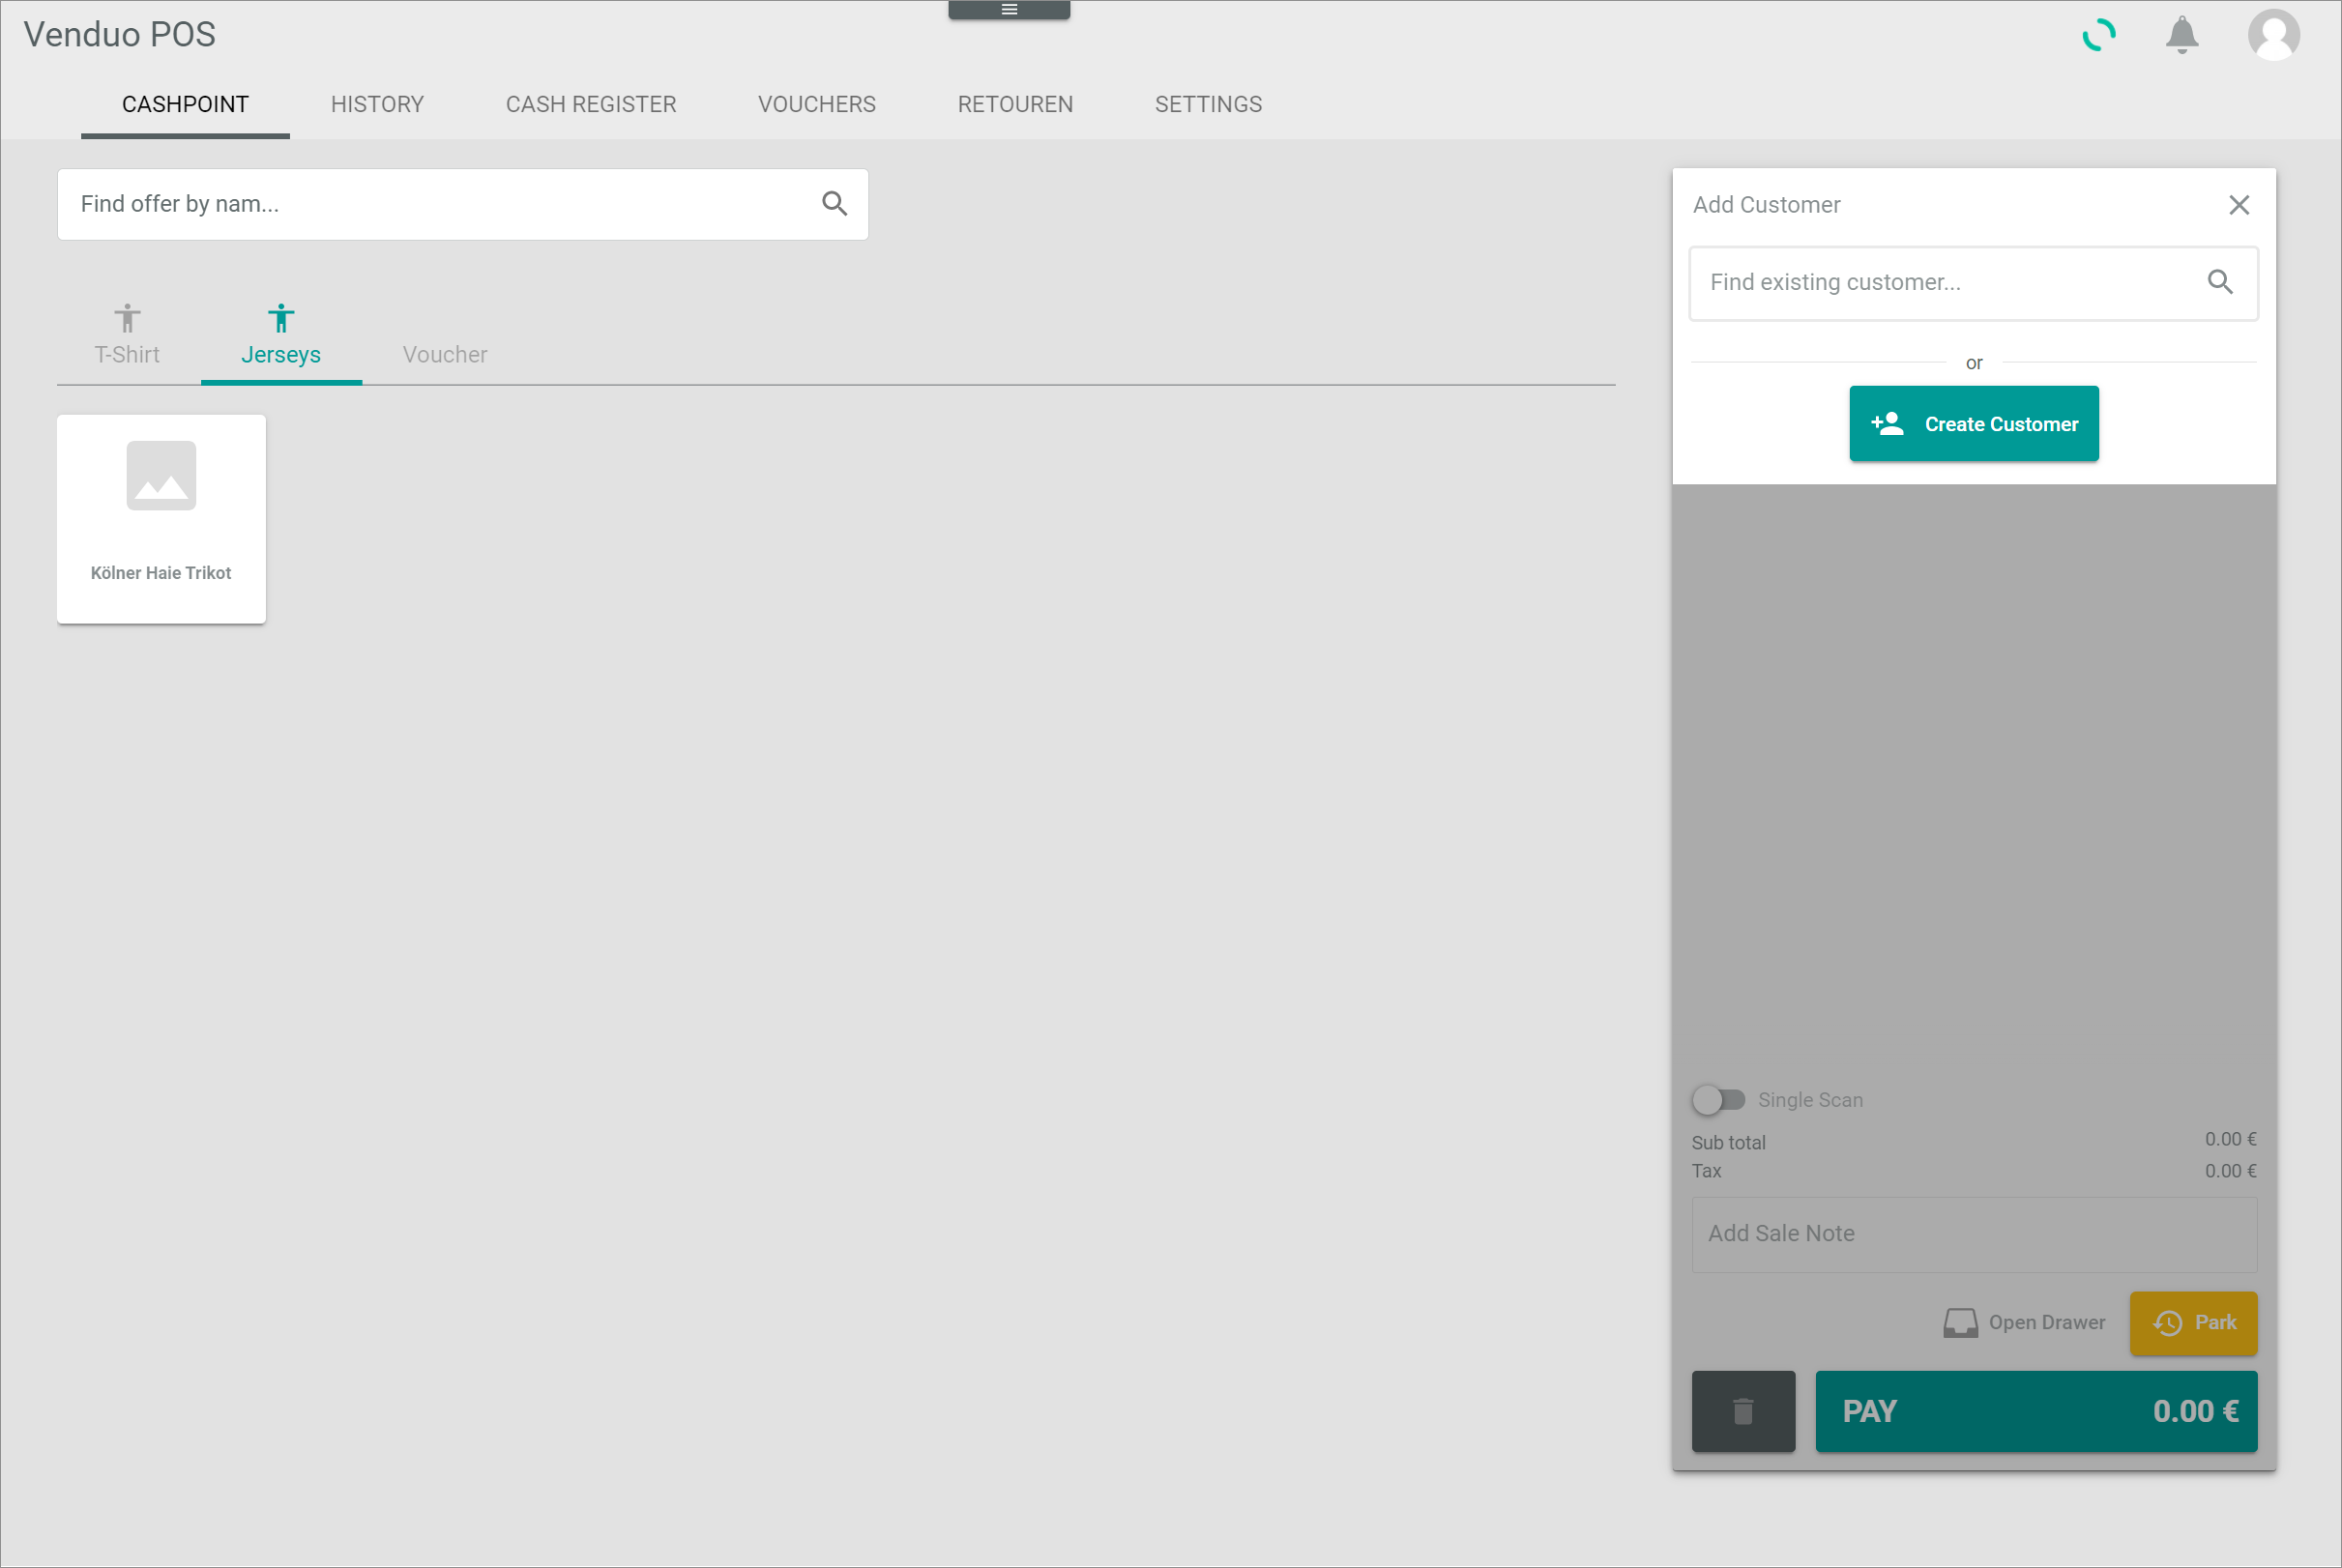 Venduo POS
CASHPOINT HISTORY CASH REGISTER VOUCHERS RETOUREN SETTINGS
Find offer by nam...
T-Shirt Jerseys Voucher
Kölner Haie Trikot
Add Customer
Find existing customer...
or
Create Customer
Single Scan
Sub total 0.00 €
Tax 0.00 €
Add Sale Note
Open Drawer Park
PAY 0.00 €